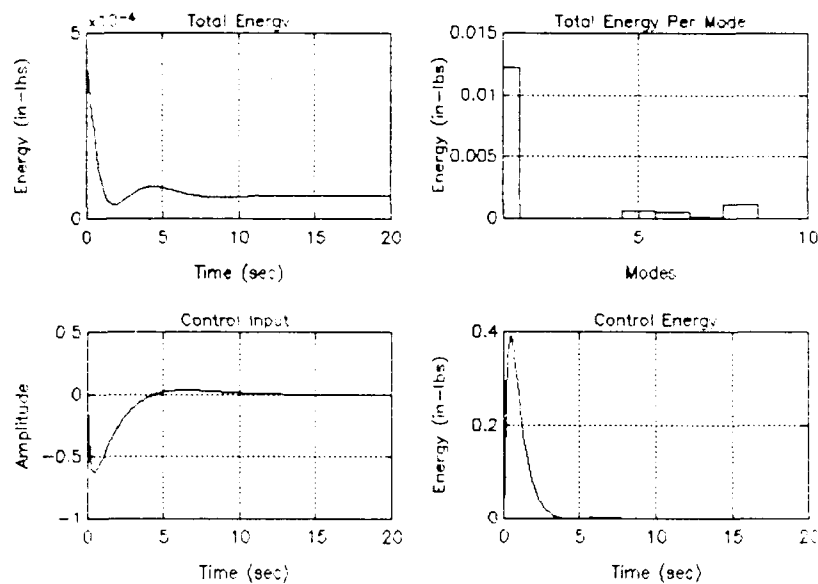 Total Energy
×10-4
5
0
Energy (in-lbs)
0 5 10 15 20
Time (sec)
Total Energy Per Mode
0.015
0.01
0.005
0
Energy (in-lbs)
5 10
Modes
Control Input
0.5
0
-0.5
-1
Amplitude
0 5 10 15 20
Time (sec)
Control Energy
0.4
0.2
0
Energy (in-lbs)
0 5 10 15 20
Time (sec)